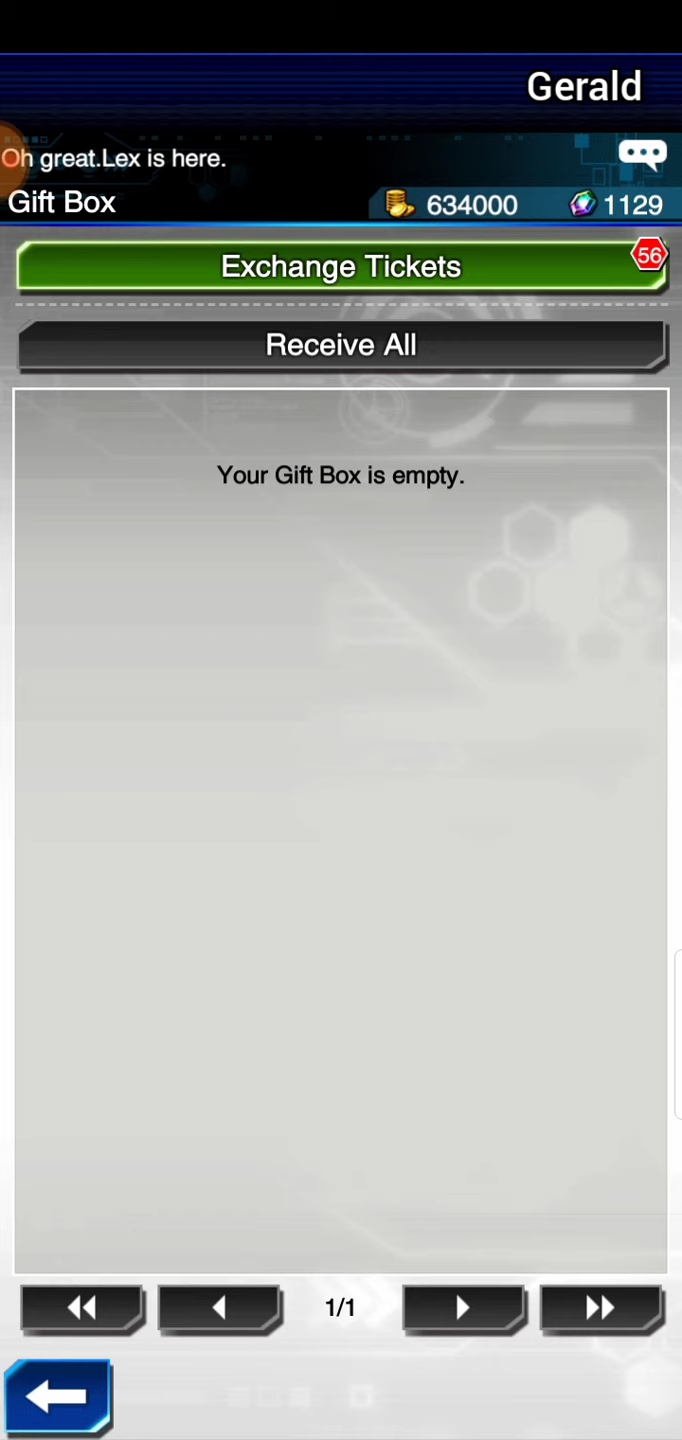 Gerald
Oh great.Lex is here.
Gift Box
634000
1129
Exchange Tickets
56
Receive All
Your Gift Box is empty.
1/1